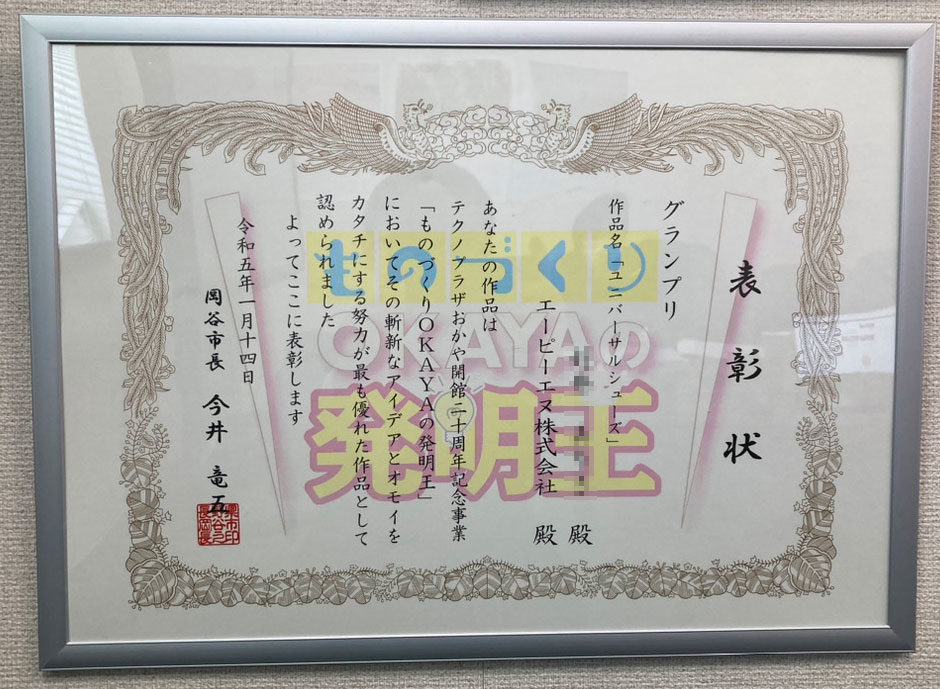 表彰状
グランプリ
作品名「ユニバーサルシューズ」
殿
エーピーエヌ株式会社 殿
あなたの作品は
テクノプラザおかや開館二十周年記念事業
「ものづくりOKAYAの発明王」
においてその斬新なアイデアとオモイを
カタチにする努力が最も優れた作品として
認められました
よってここに表彰します
令和五年一月十四日
岡谷市長 今井竜五
ものづくり
OKAYAの
発明王